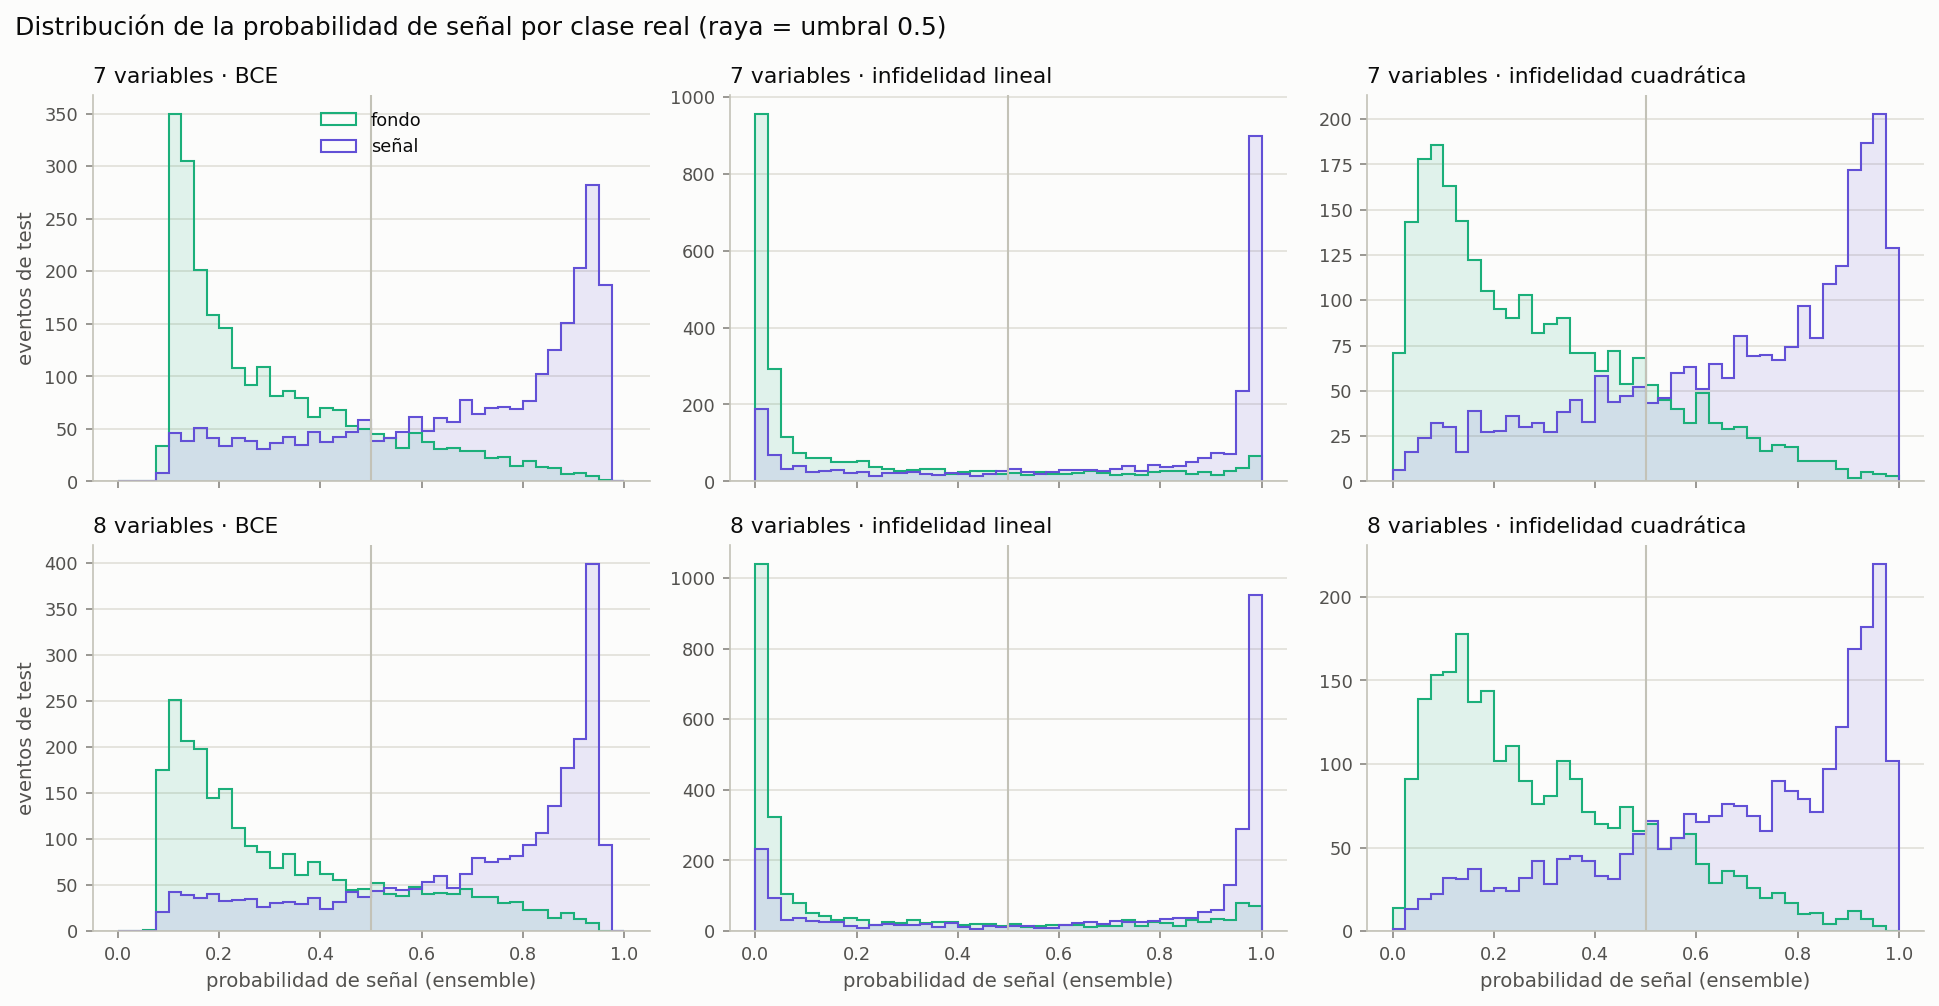 Distribución de la probabilidad de señal por clase real (raya = umbral 0.5)
7 variables · BCE
7 variables · infidelidad lineal
7 variables · infidelidad cuadrática
fondo
señal
eventos de test
350
300
250
200
150
100
50
0
1000
800
600
400
200
0
200
175
150
125
100
75
50
25
0
8 variables · BCE
8 variables · infidelidad lineal
8 variables · infidelidad cuadrática
eventos de test
400
350
300
250
200
150
100
50
0
1000
800
600
400
200
0
200
150
100
50
0
0.0 0.2 0.4 0.6 0.8 1.0
0.0 0.2 0.4 0.6 0.8 1.0
0.0 0.2 0.4 0.6 0.8 1.0
probabilidad de señal (ensemble)
probabilidad de señal (ensemble)
probabilidad de señal (ensemble)